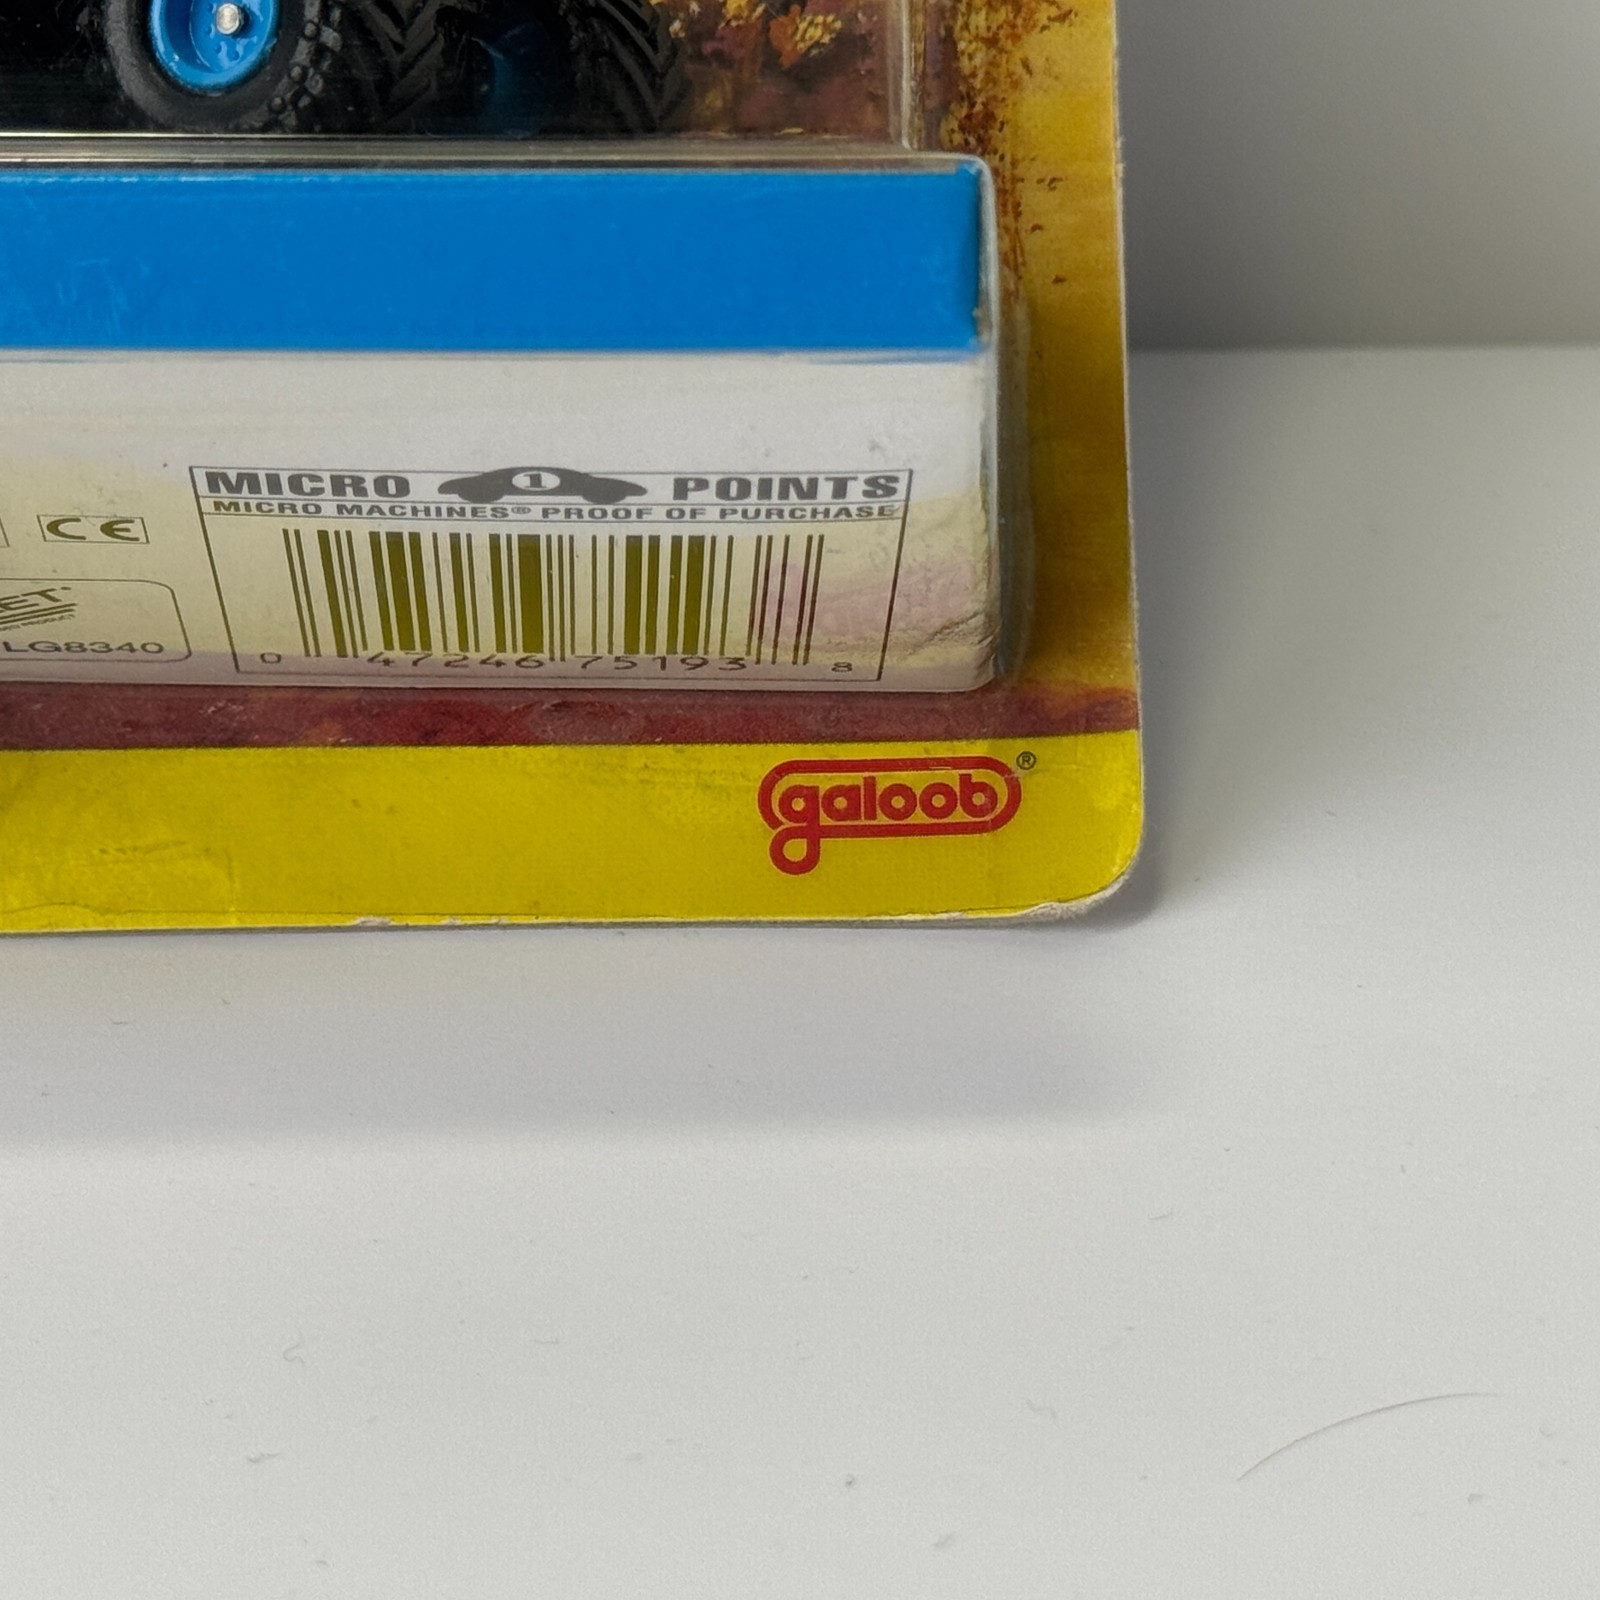 MICRO 1 POINTS
MICRO MACHINES® PROOF OF PURCHASE
CE
LG8340
0 47246 75193 8
galoob®